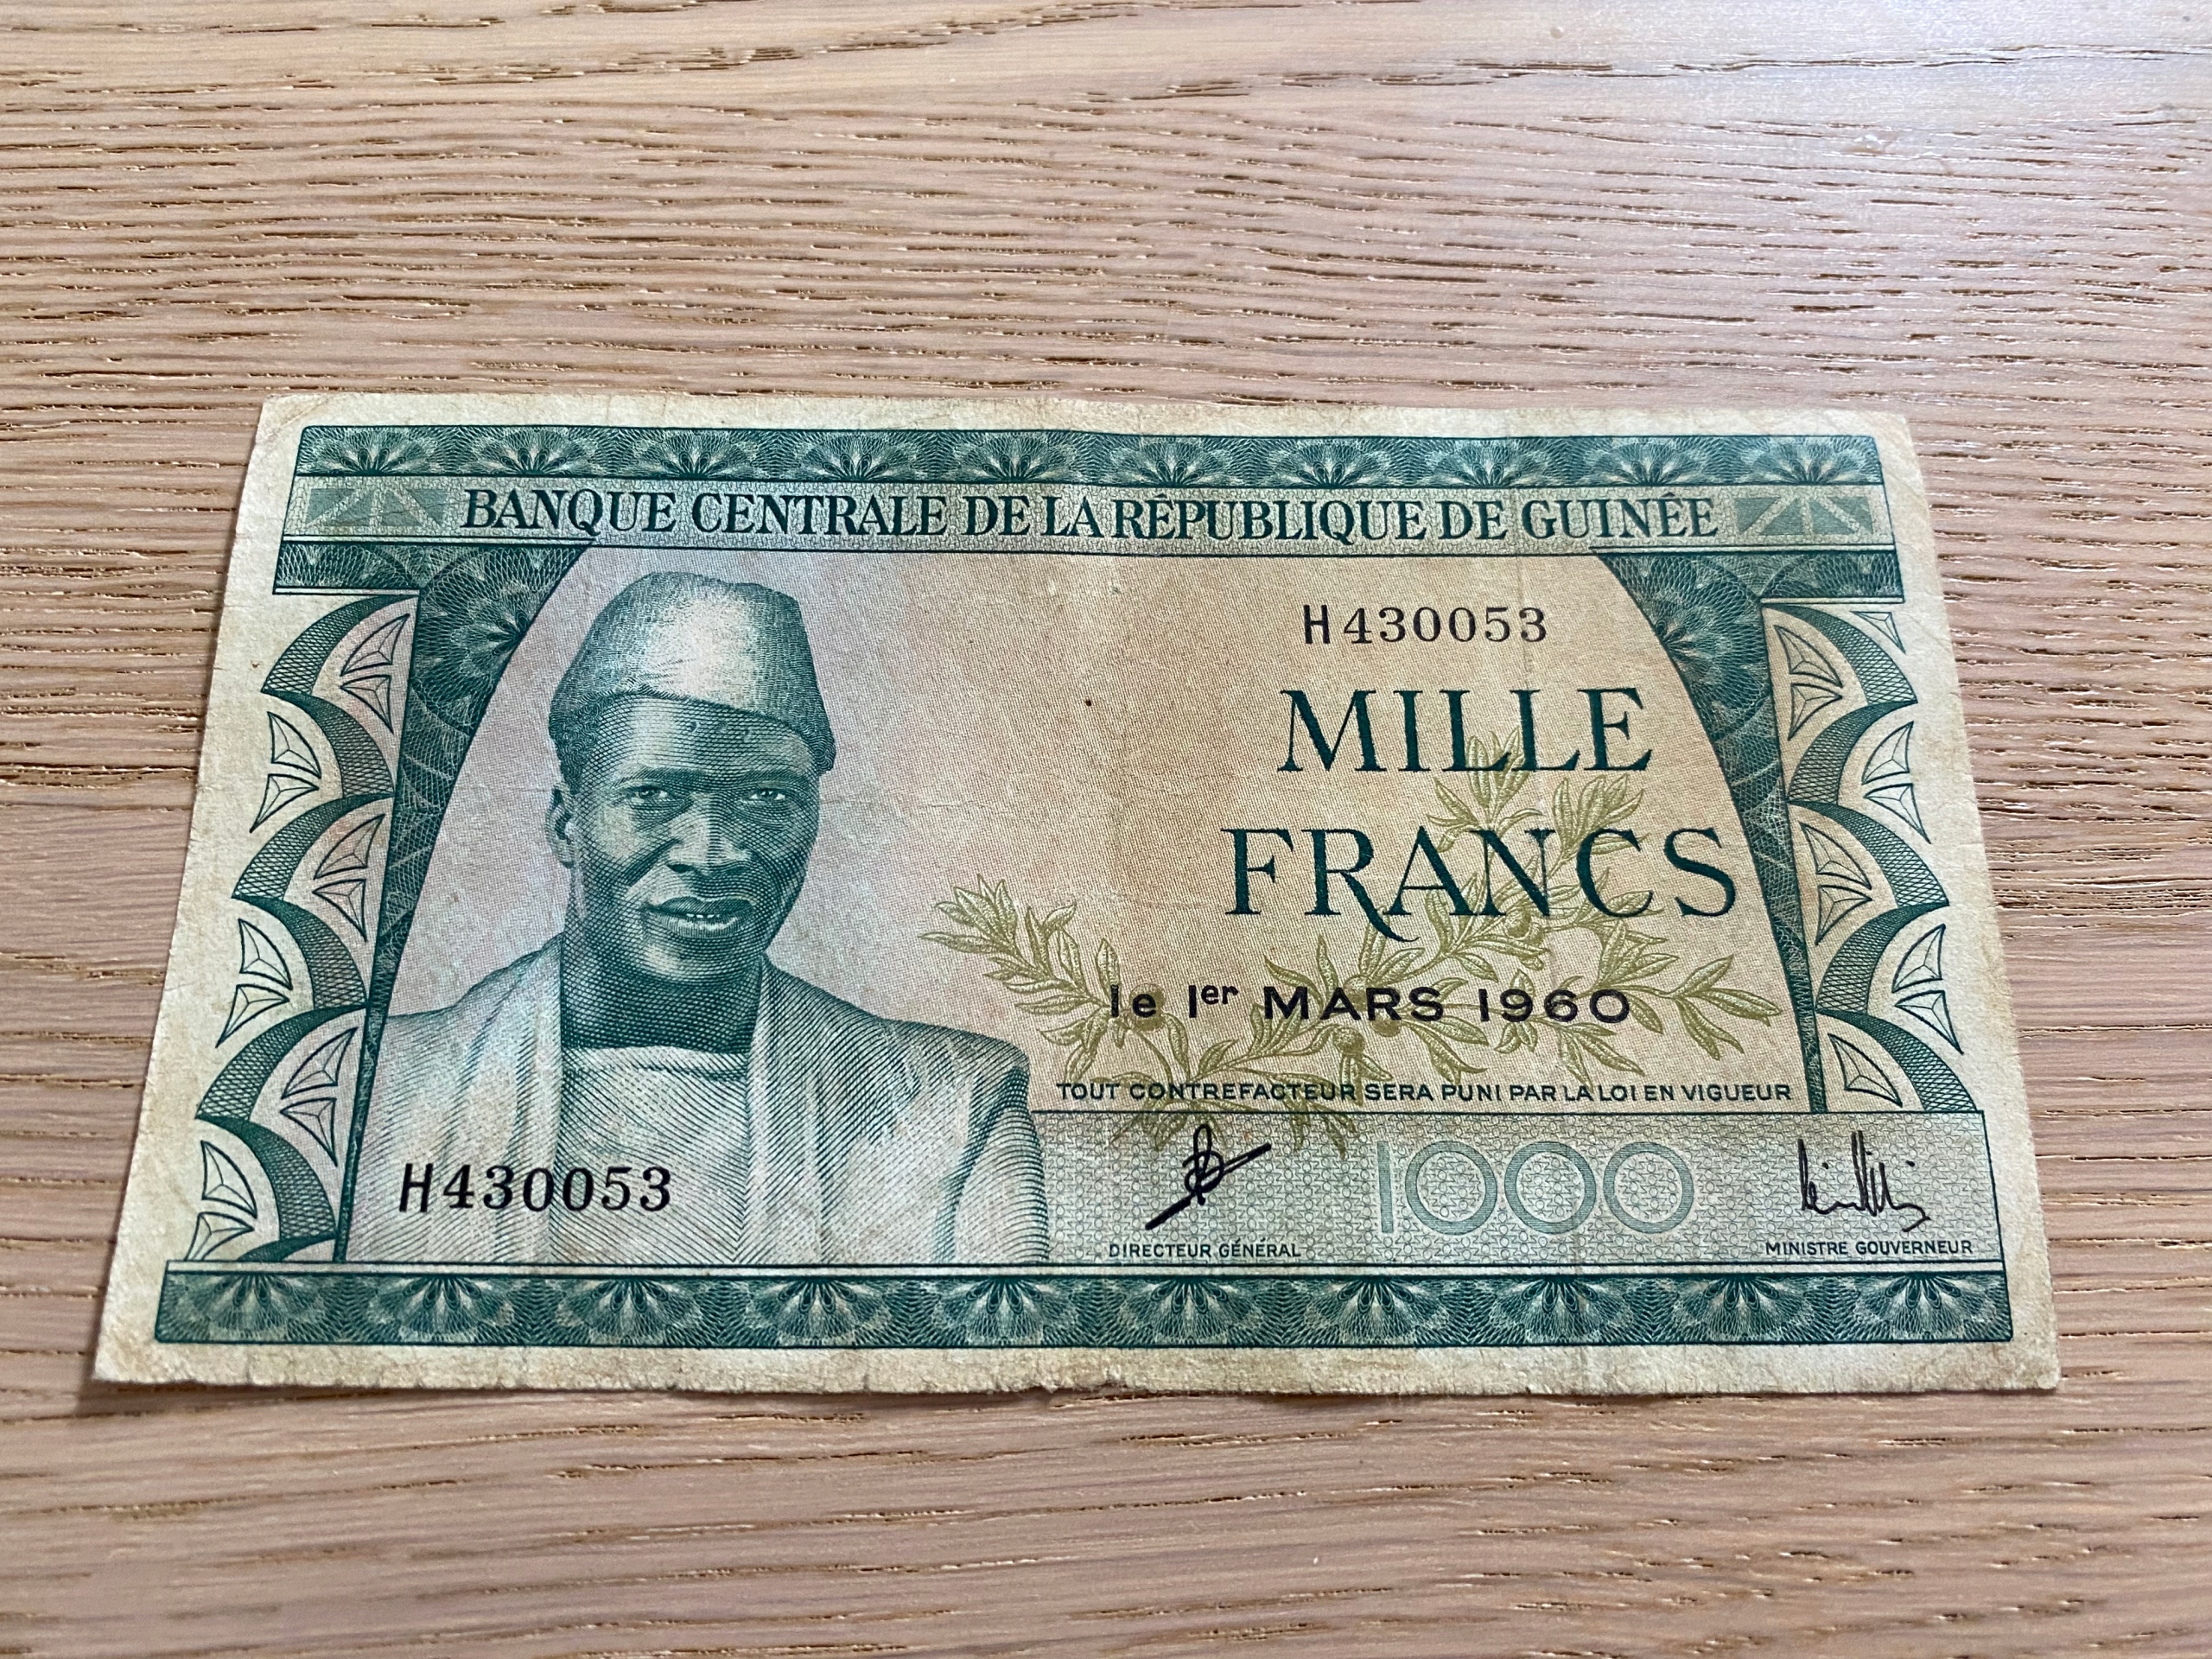 BANQUE CENTRALE DE LA RÉPUBLIQUE DE GUINÉE
H430053
MILLE
FRANCS
le 1er MARS 1960
TOUT CONTREFACTEUR SERA PUNI PAR LA LOI EN VIGUEUR
H430053
1000
DIRECTEUR GÉNÉRAL
MINISTRE GOUVERNEUR